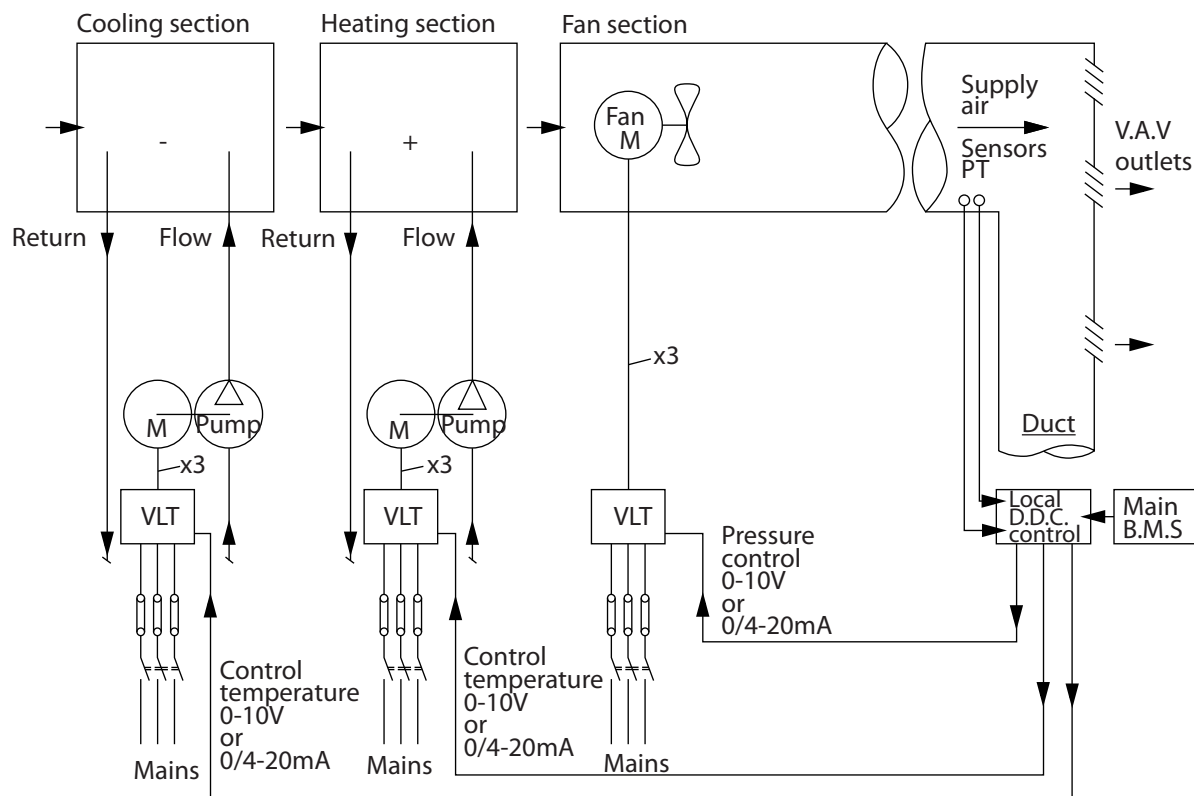 Cooling section
Heating section
Fan section
-
+
Fan
M
Supply
air
Sensors
PT
V.A.V
outlets
Return
Flow
Return
Flow
M
Pump
x3
VLT
M
Pump
x3
VLT
x3
VLT
Duct
Local
D.D.C.
control
Main
B.M.S
Pressure
control
0-10V
or
0/4-20mA
Control
temperature
0-10V
or
0/4-20mA
Control
temperature
0-10V
or
0/4-20mA
Mains
Mains
Mains